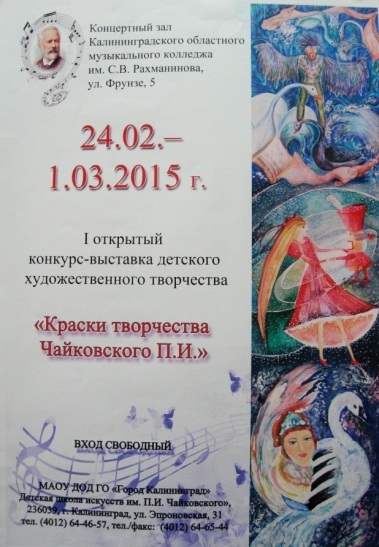 Концертный зал
Калининградского областного
музыкального колледжа
им. С.В. Рахманинова,
ул. Фрунзе, 5
24.02.–
1.03.2015 г.
I открытый
конкурс-выставка детского
художественного творчества
«Краски творчества
Чайковского П.И.»
ВХОД СВОБОДНЫЙ
МАОУ ДОД ГО «Город Калининград»
Детская школа искусств им. П.И. Чайковского»,
236039, г. Калининград, ул. Эпроновская, 31
тел. (4012) 64-46-57, тел./факс: (4012) 64-65-44